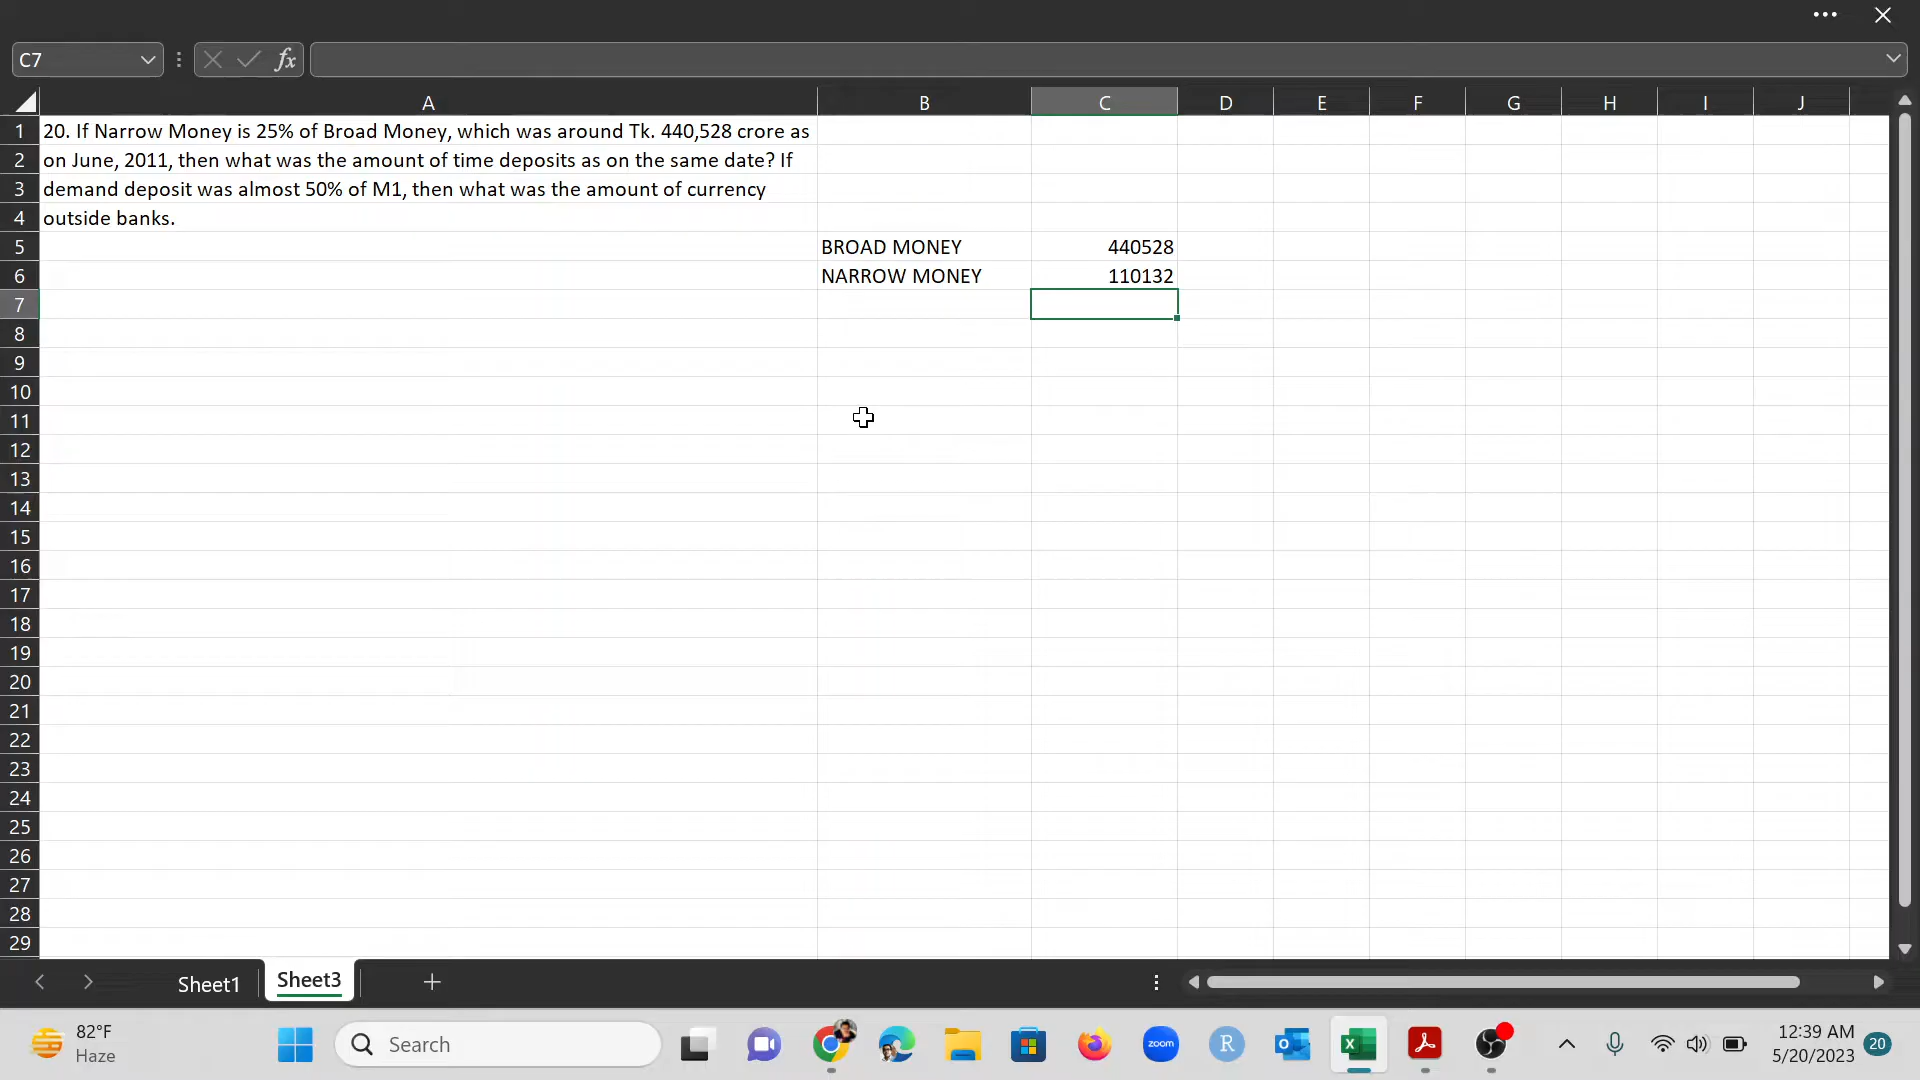 C7
fx
A B C D E F G H I J
1 20. If Narrow Money is 25% of Broad Money, which was around Tk. 440,528 crore as
2 on June, 2011, then what was the amount of time deposits as on the same date? If
3 demand deposit was almost 50% of M1, then what was the amount of currency
4 outside banks.
5 BROAD MONEY 440528
6 NARROW MONEY 110132
7
8
9
10
11
12
13
14
15
16
17
18
19
20
21
22
23
24
25
26
27
28
29
Sheet1 Sheet3
82°F
Haze
Search
zoom
R
O
X
12:39 AM
5/20/2023
20